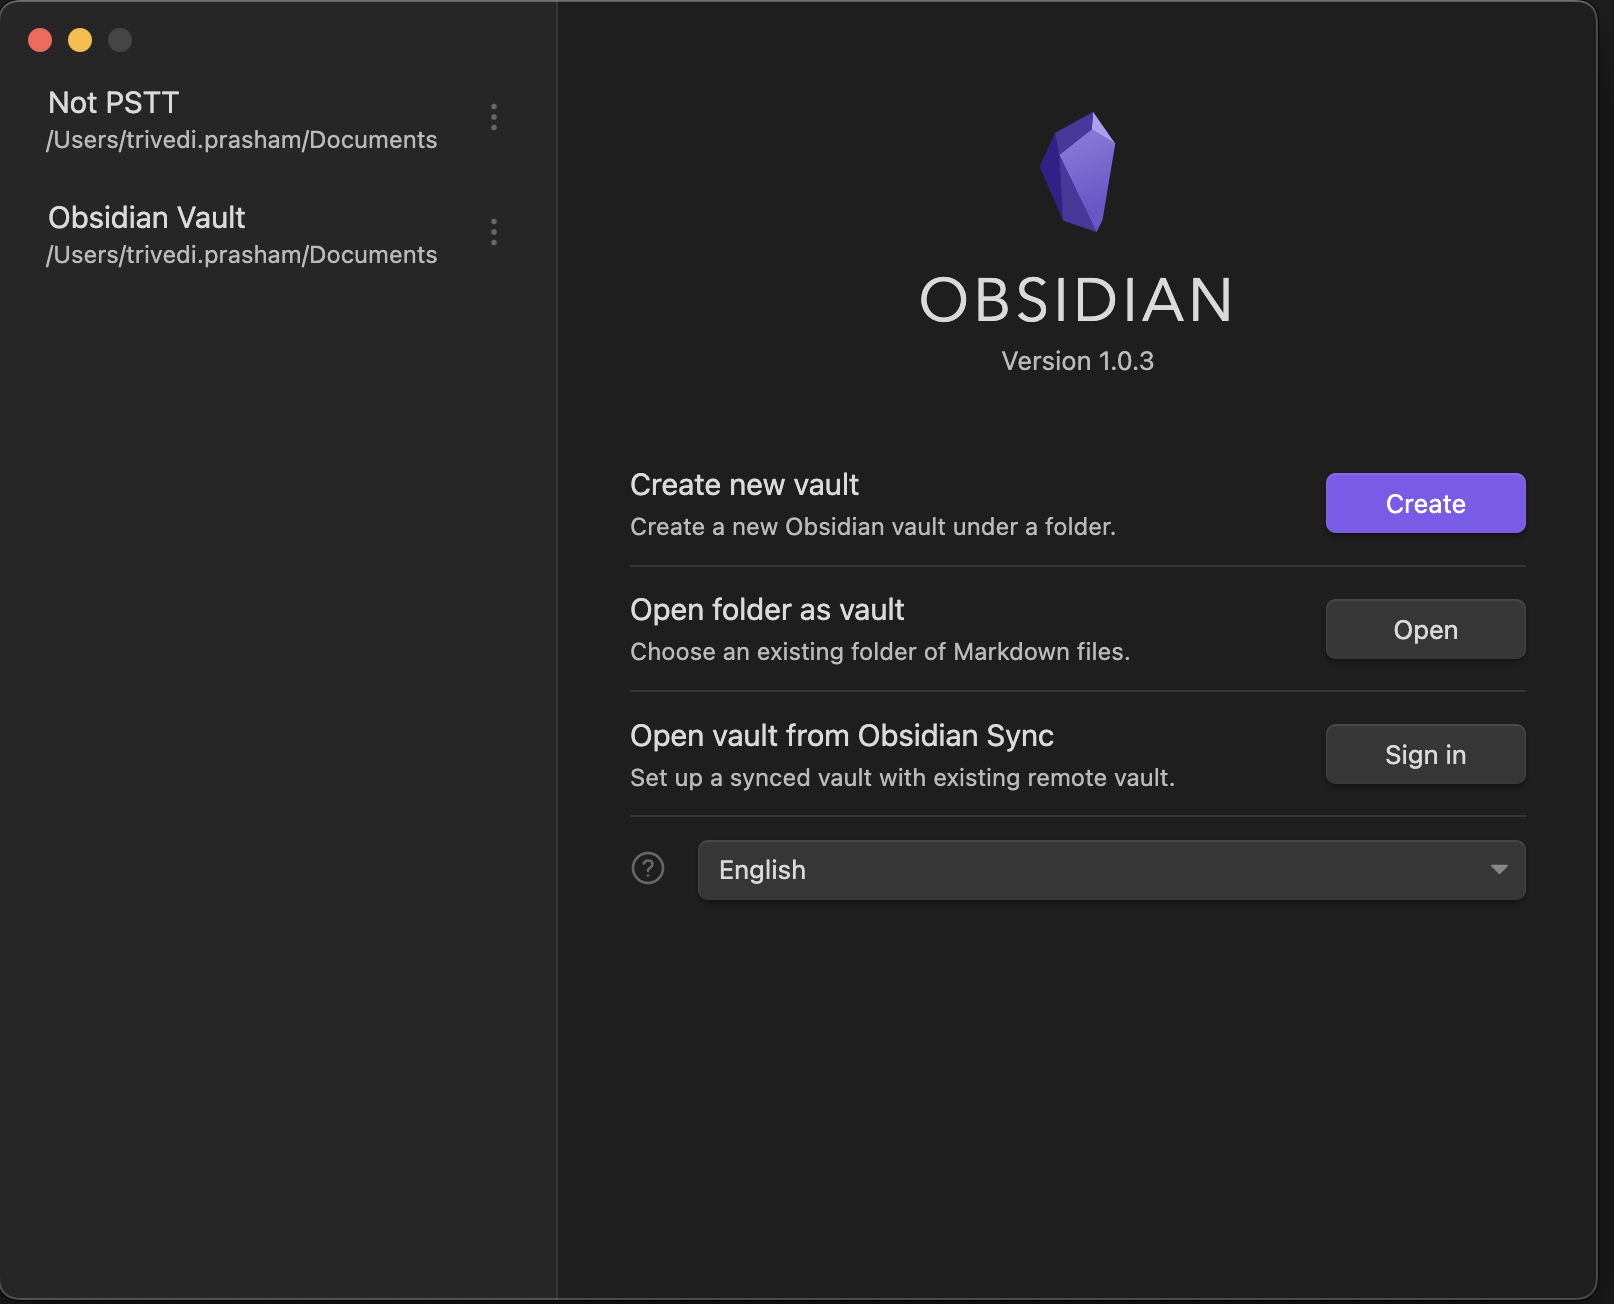 Not PSTT
/Users/trivedi.prasham/Documents
Obsidian Vault
/Users/trivedi.prasham/Documents
OBSIDIAN
Version 1.0.3
Create new vault
Create a new Obsidian vault under a folder.
Create
Open folder as vault
Choose an existing folder of Markdown files.
Open
Open vault from Obsidian Sync
Set up a synced vault with existing remote vault.
Sign in
?
English